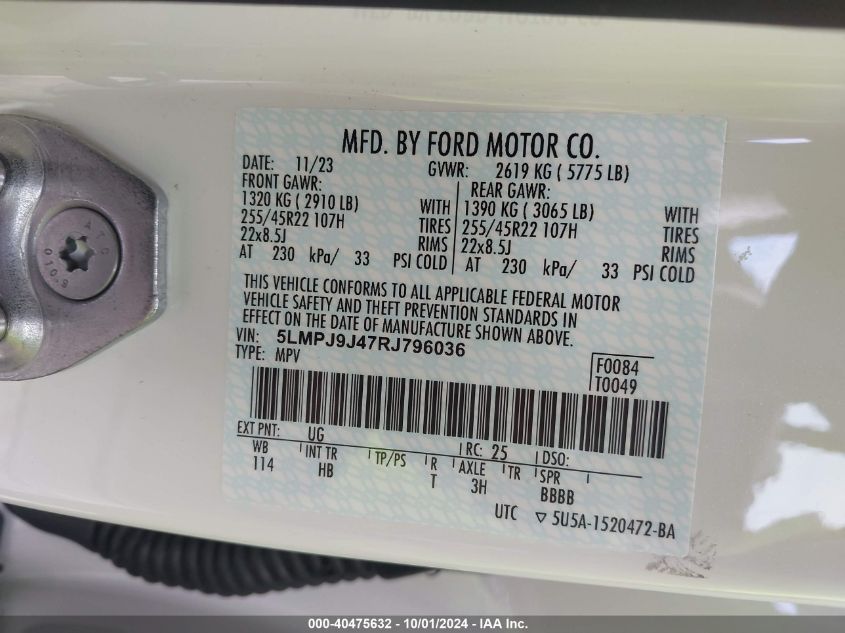 MFD. BY FORD MOTOR CO.
DATE: 11/23 GVWR: 2619 KG ( 5775 LB)
FRONT GAWR: REAR GAWR:
1320 KG ( 2910 LB) WITH 1390 KG ( 3065 LB) WITH
255/45R22 107H TIRES 255/45R22 107H TIRES
22x8.5J RIMS 22x8.5J RIMS
AT 230 kPa/ 33 PSI COLD AT 230 kPa/ 33 PSI COLD
THIS VEHICLE CONFORMS TO ALL APPLICABLE FEDERAL MOTOR
VEHICLE SAFETY AND THEFT PREVENTION STANDARDS IN
EFFECT ON THE DATE OF MANUFACTURE SHOWN ABOVE.
VIN: 5LMPJ9J47RJ796036
TYPE: MPV
F0084
T0049
EXT PNT: UG RC: 25 DSO:
WB INT TR TP/PS R AXLE TR SPR
114 HB T 3H BBBB
UTC ▽ 5U5A-1520472-BA
ATC
000-40475632 - 10/01/2024 - IAA Inc.